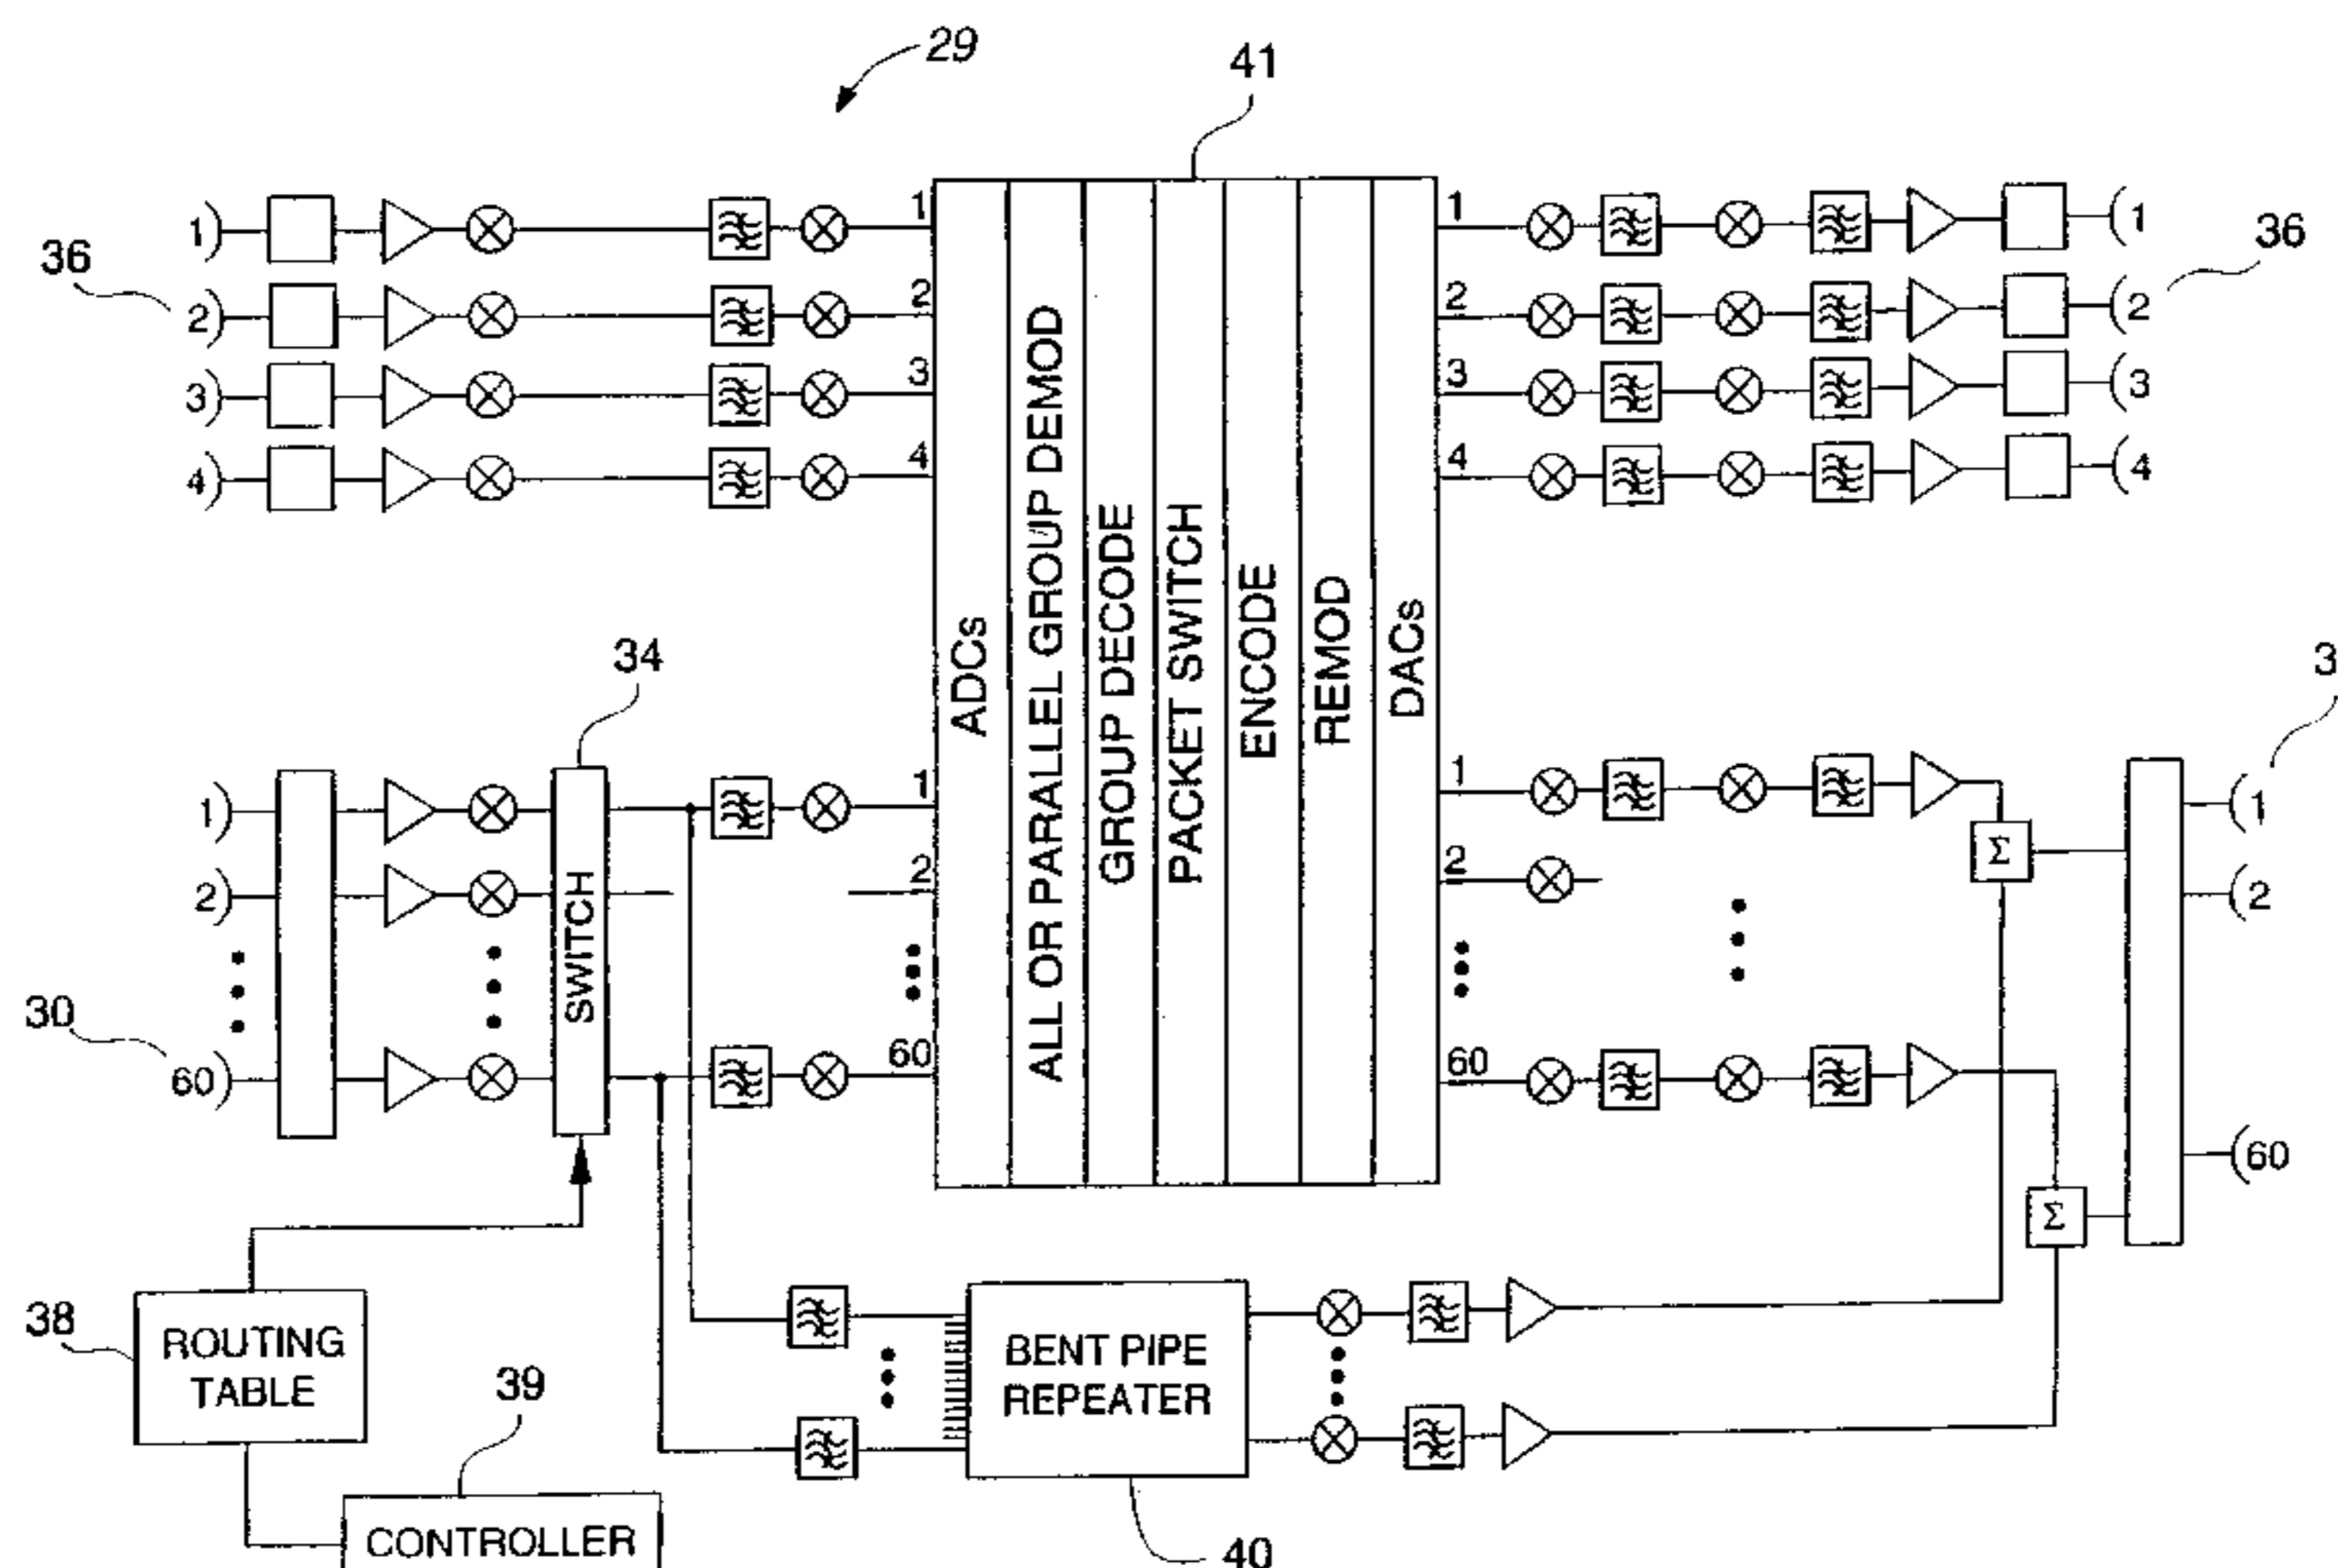 29
41
1) 1 1 (1
36 2) 2 2 (2 36
3) 3 3 (3
4) 4 4 (4
ADCs
ALL OR PARALLEL GROUP DEMOD
GROUP DECODE
PACKET SWITCH
ENCODE
REMOD
DACs
34
3
1) 1 1 (1
SWITCH
Σ
2) 2 2 (2
30
60) 60 60 (60
Σ
38
ROUTING
TABLE
BENT PIPE
REPEATER
39
CONTROLLER
40